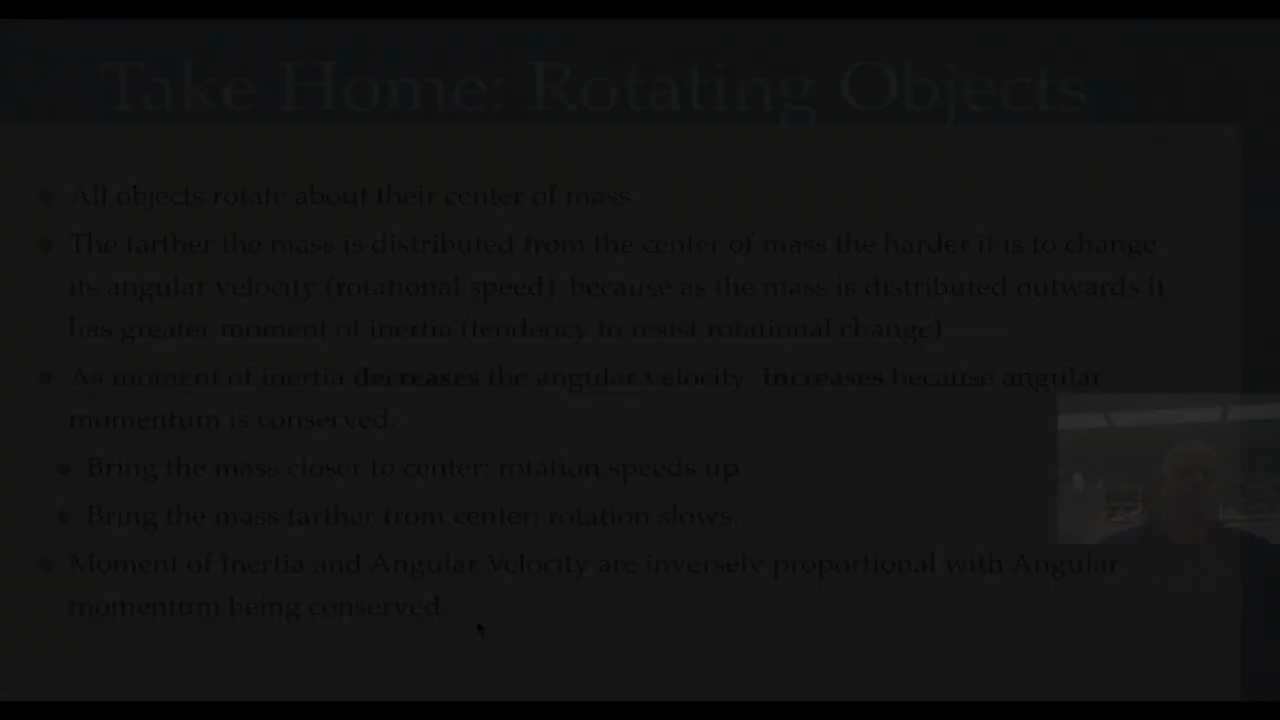 Take Home: Rotating Objects
All objects rotate about their center of mass
The farther the mass is distributed from the center of mass the harder it is to change
its angular velocity (rotational speed) because as the mass is distributed outwards it
has greater moment of inertia (tendency to resist rotational change)
As moment of inertia decreases the angular velocity increases because angular
momentum is conserved.
Bring the mass closer to center: rotation speeds up
Bring the mass farther from center: rotation slows.
Moment of Inertia and Angular Velocity are inversely proportional with Angular
momentum being conserved